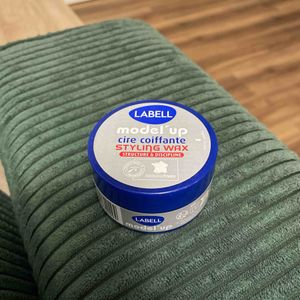 LABELL
model up
cire coiffante
STYLING WAX
STRUCTURE & DISCIPLINE
LABELL
model up